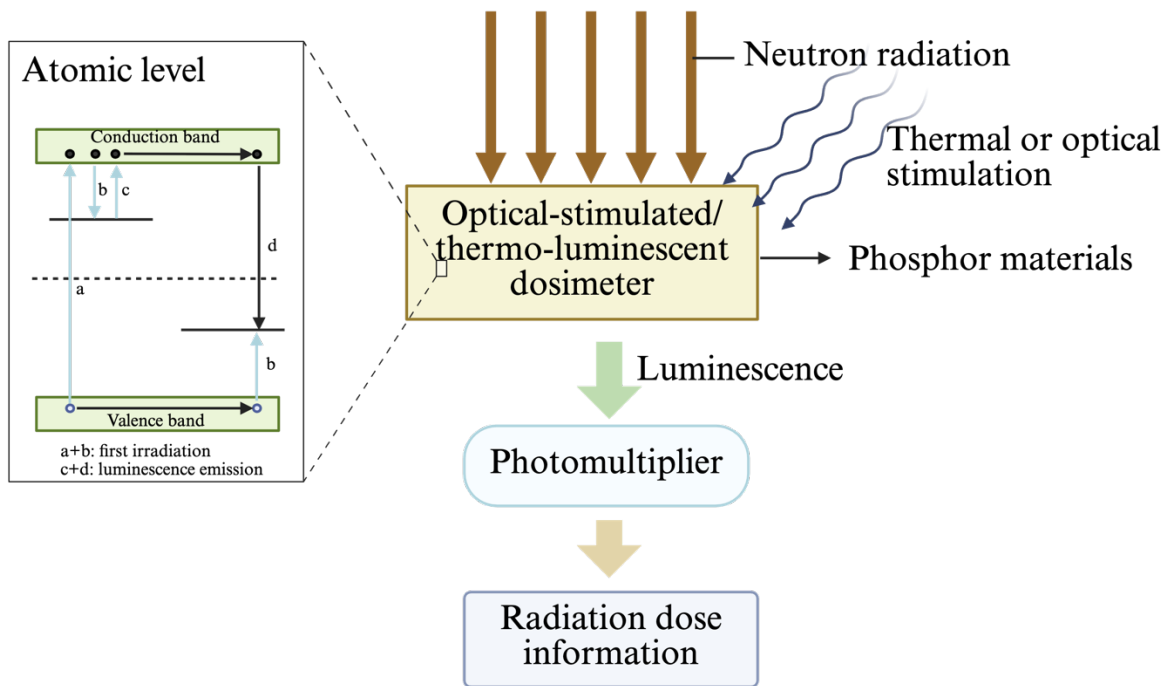 Atomic level
Conduction band
b
c
d
a
b
Valence band
a+b: first irradiation
c+d: luminescence emission
Neutron radiation
Thermal or optical
stimulation
Optical-stimulated/
thermo-luminescent
dosimeter
Phosphor materials
Luminescence
Photomultiplier
Radiation dose
information